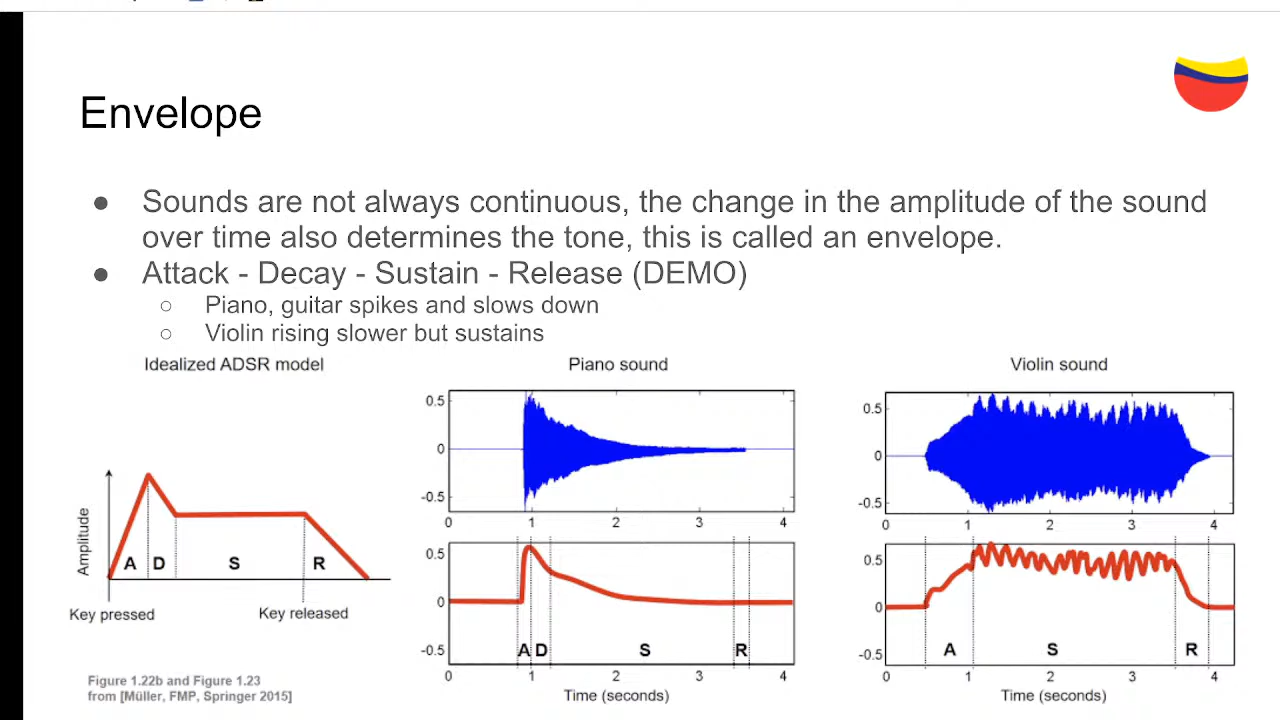 Envelope
● Sounds are not always continuous, the change in the amplitude of the sound
over time also determines the tone, this is called an envelope.
● Attack - Decay - Sustain - Release (DEMO)
○ Piano, guitar spikes and slows down
○ Violin rising slower but sustains
Idealized ADSR model
Amplitude
A D S R
Key pressed
Key released
Figure 1.22b and Figure 1.23
from [Müller, FMP, Springer 2015]
Piano sound
0.5
0
-0.5
0 1 2 3 4
0.5
0
-0.5
A D S R
0 1 2 3 4
Time (seconds)
Violin sound
0.5
0
-0.5
0 1 2 3 4
0.5
0
-0.5
A S R
0 1 2 3 4
Time (seconds)